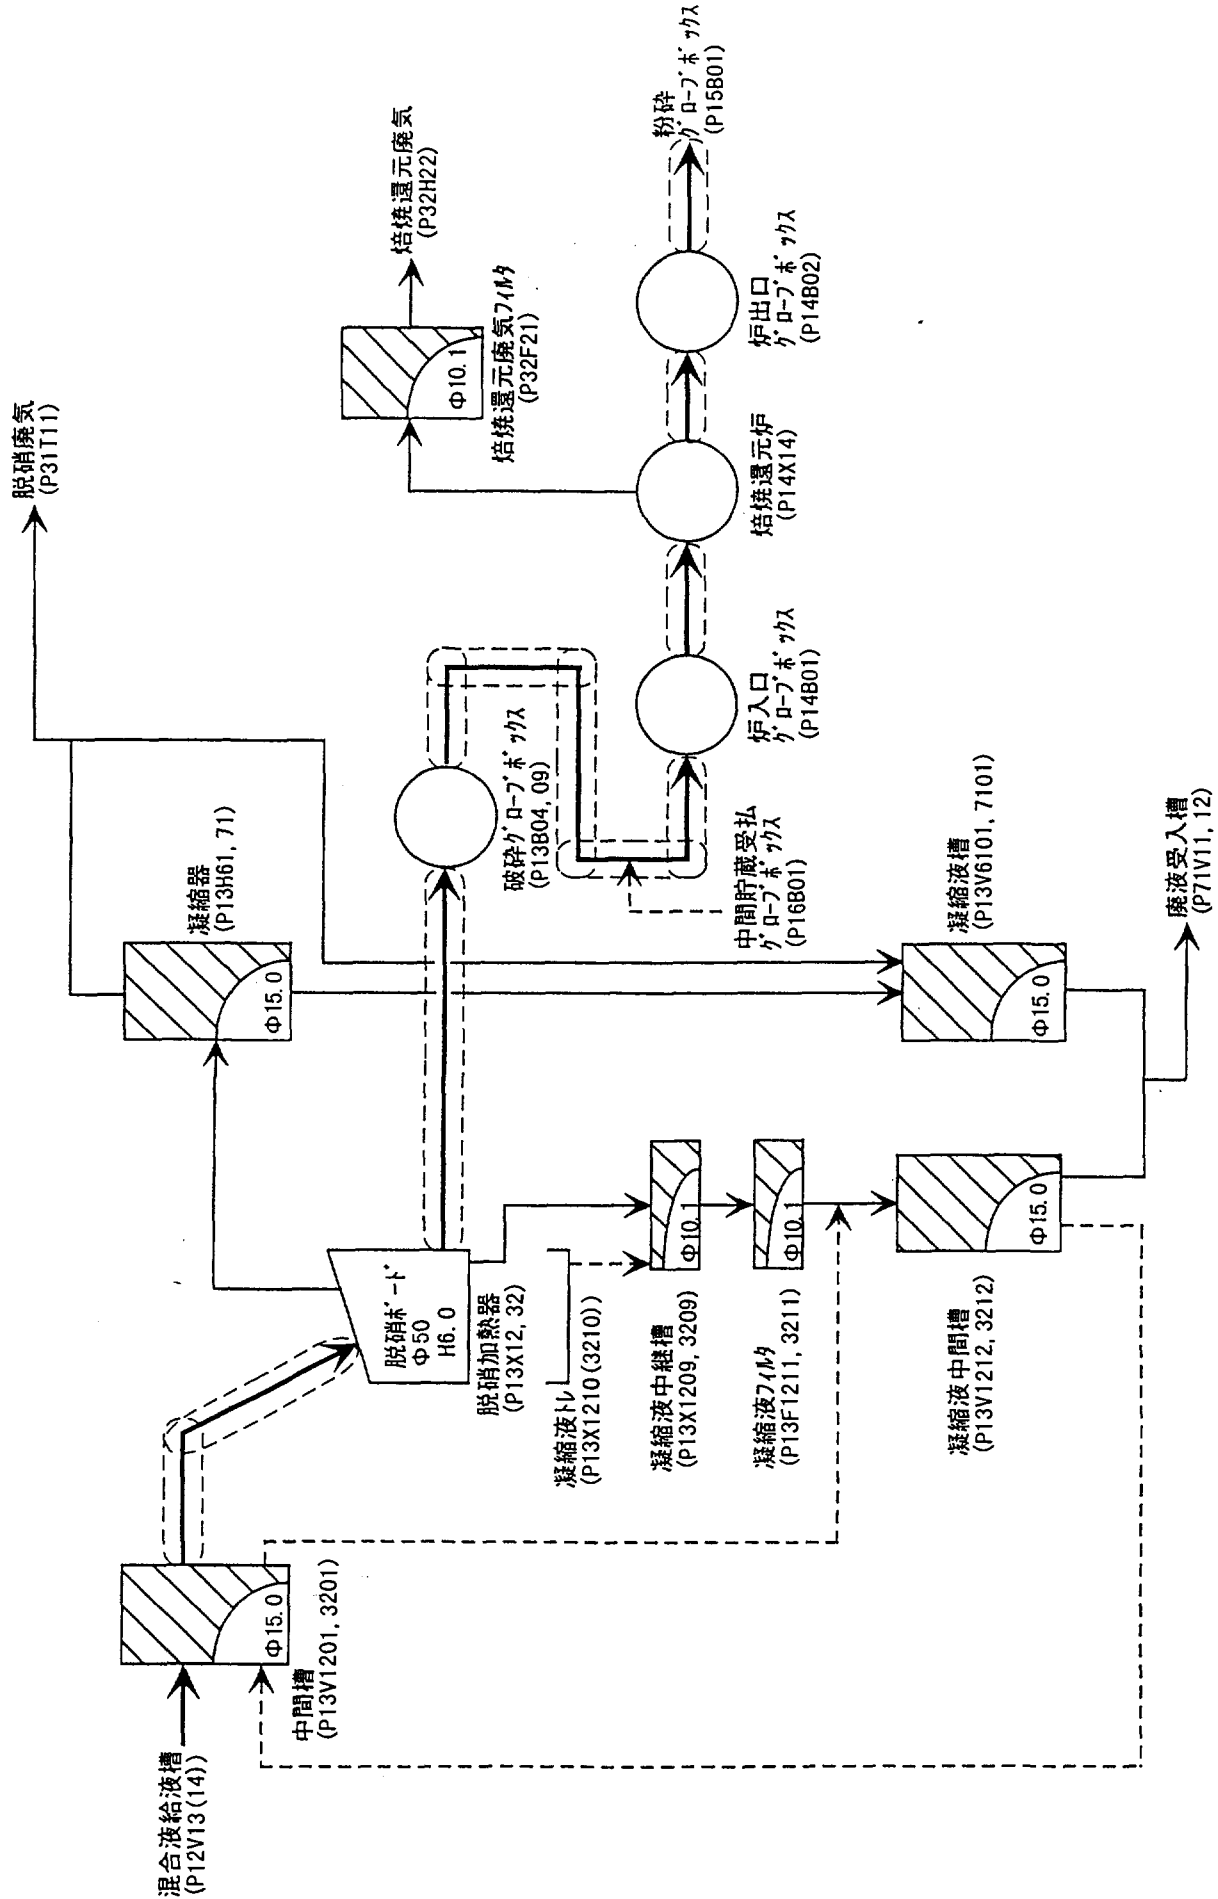 混合液給液槽
(P12V13(14))
Φ15.0
中間槽
(P13V1201,3201)
脱硝ボード
Φ50
H6.0
脱硝加熱器
(P13X12,32)
凝縮液トレ
(P13X1210(3210))
Φ10.1
凝縮液中継槽
(P13X1209,3209)
Φ10.1
凝縮液フィルタ
(P13F1211,3211)
Φ15.0
凝縮液中間槽
(P13V1212,3212)
Φ15.0
凝縮器
(P13H61,71)
Φ15.0
凝縮液槽
(P13V6101,7101)
廃液受入槽
(P71V11,12)
脱硝廃気
(P31T11)
破砕グローブボックス
(P13B04,09)
中間貯蔵受払
グローブボックス
(P16B01)
炉入口
グローブボックス
(P14B01)
焙焼還元炉
(P14X14)
Φ10.1
焙焼還元廃気フィルタ
(P32F21)
焙焼還元廃気
(P32H22)
炉出口
グローブボックス
(P14B02)
粉砕
グローブボックス
(P15B01)